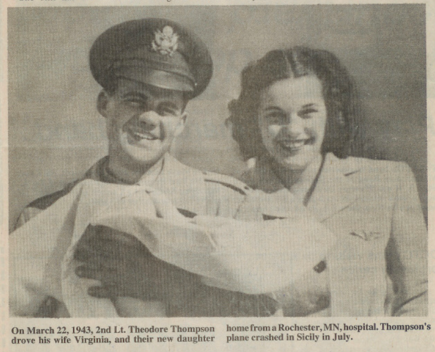 On March 22, 1943, 2nd Lt. Theodore Thompson
drove his wife Virginia, and their new daughter
home from a Rochester, MN, hospital. Thompson's
plane crashed in Sicily in July.